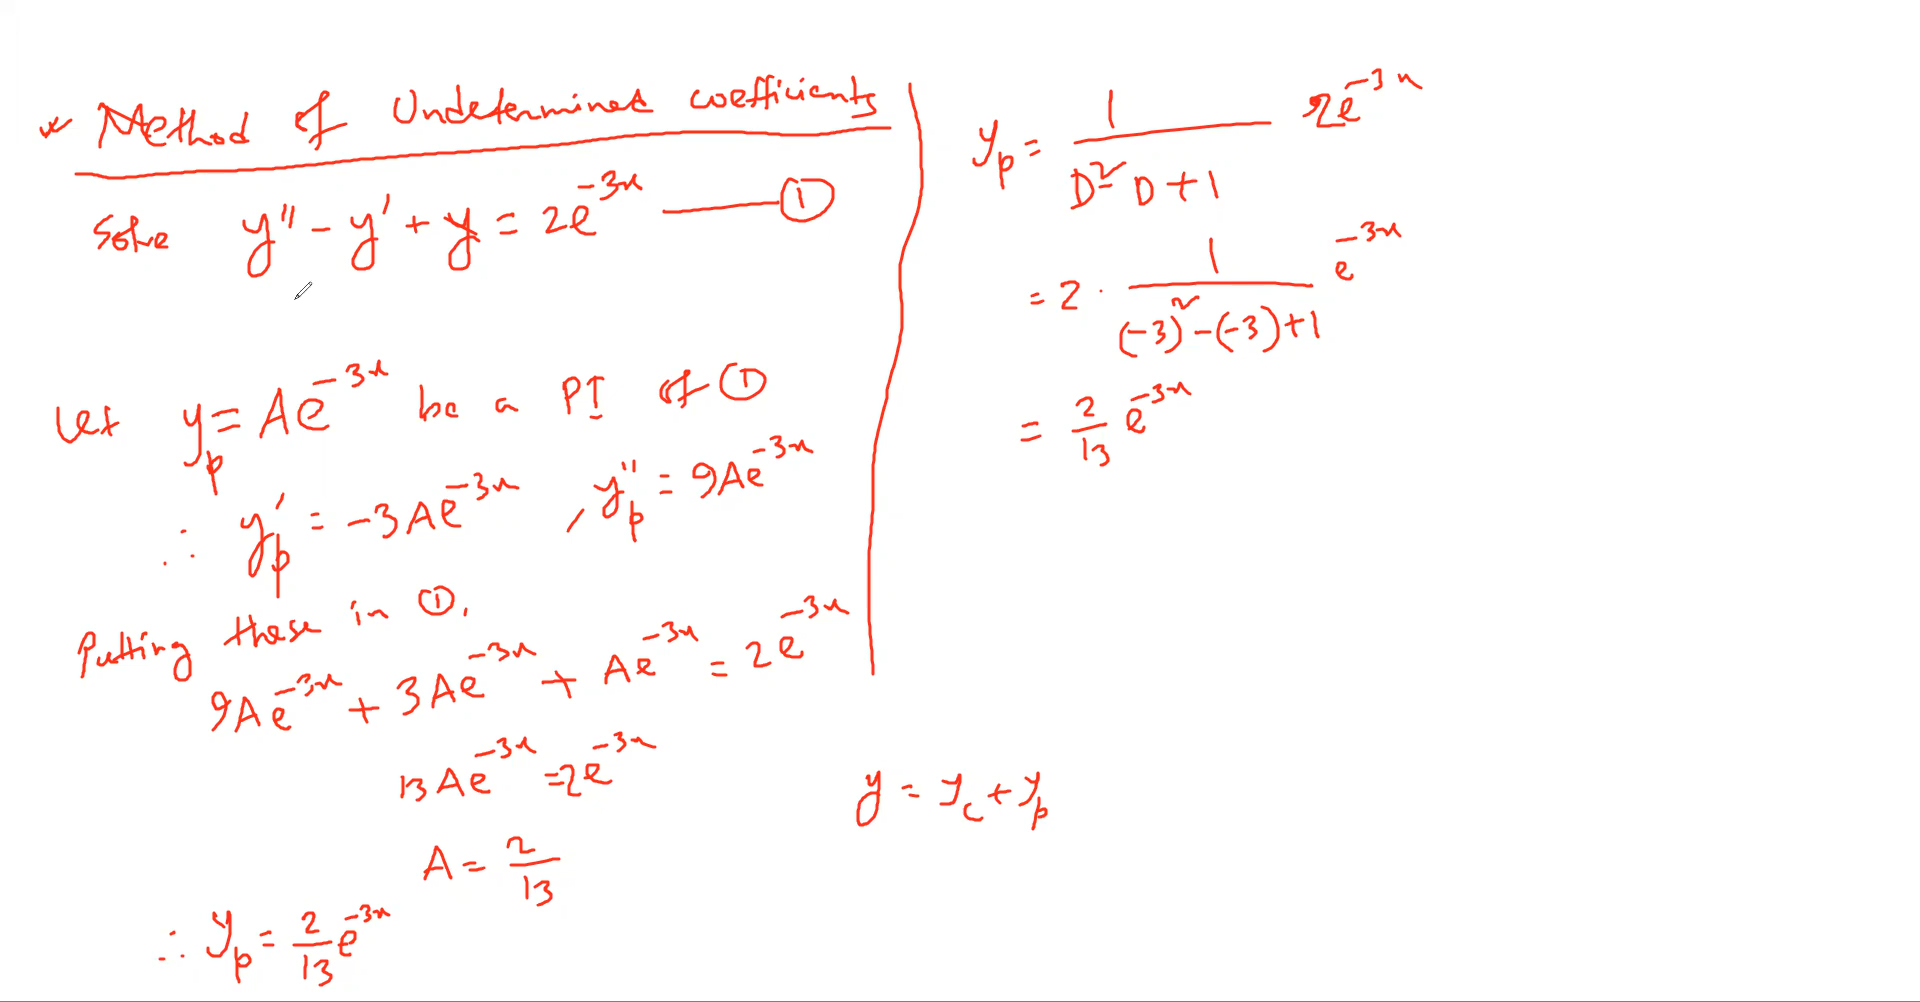 * Method of Undetermined coefficients
Solve y'' - y' + y = 2e^{-3x} ——— ①
Let y_p = Ae^{-3x} be a PI of ①
∴ y_p' = -3Ae^{-3x} , y_p'' = 9Ae^{-3x}
Putting these in ①,
9Ae^{-3x} + 3Ae^{-3x} + Ae^{-3x} = 2e^{-3x}
13Ae^{-3x} = 2e^{-3x}
A = 2/13
∴ y_p = 2/13 e^{-3x}
y_p = 1/(D² - D + 1) 2e^{-3x}
= 2 · 1/((-3)² - (-3) + 1) e^{-3x}
= 2/13 e^{-3x}
y = y_c + y_p